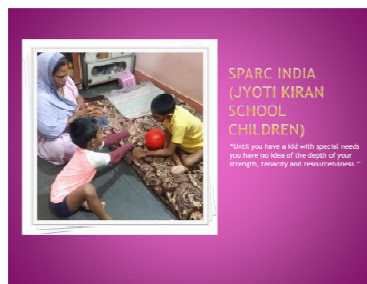 SPARC INDIA
(JYOTI KIRAN
SCHOOL
CHILDREN)
"Until you have a kid with special needs
you have no idea of the depth of your
strength, tenacity and resourcefulness."